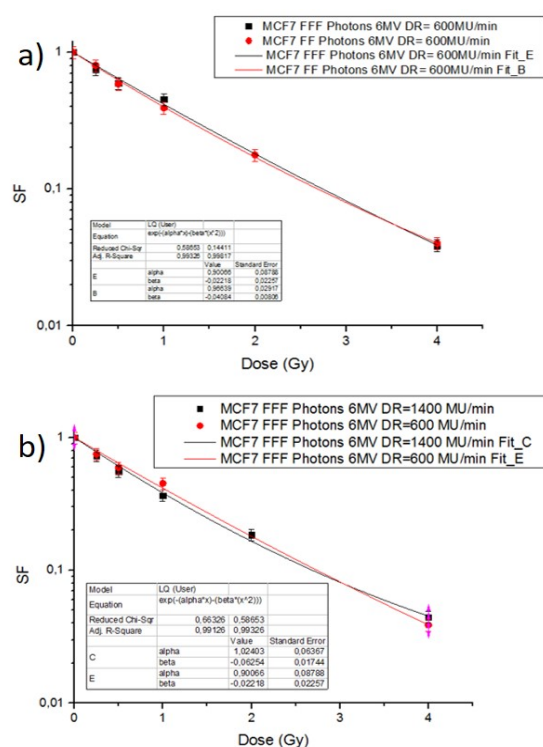 a)
MCF7 FFF Photons 6MV DR= 600MU/min
MCF7 FF Photons 6MV DR= 600MU/min
MCF7 FFF Photons 6MV DR= 600MU/min Fit_E
MCF7 FF Photons 6MV DR= 600MU/min Fit_B
1
0,1
0,01
SF
Model LQ (User)
Equation exp(-(alpha*x)-(beta*(x^2)))
Reduced Chi-Sqr 0,58653 0,14411
Adj. R-Square 0,99326 0,99817
Value Standard Error
E alpha 0,90066 0,08788
beta -0,02218 0,02257
B alpha 0,96639 0,02917
beta -0,04084 0,00806
0 1 2 3 4
Dose (Gy)
b)
MCF7 FFF Photons 6MV DR=1400 MU/min
MCF7 FFF Photons 6MV DR=600 MU/min
MCF7 FFF Photons 6MV DR=1400 MU/min Fit_C
MCF7 FFF Photons 6MV DR=600 MU/min Fit_E
1
0,1
0,01
SF
Model LQ (User)
Equation exp(-(alpha*x)-(beta*(x^2)))
Reduced Chi-Sqr 0,66326 0,58653
Adj. R-Square 0,99126 0,99326
Value Standard Error
C alpha 1,02403 0,06367
beta -0,06254 0,01744
E alpha 0,90066 0,08788
beta -0,02218 0,02257
0 1 2 3 4
Dose (Gy)